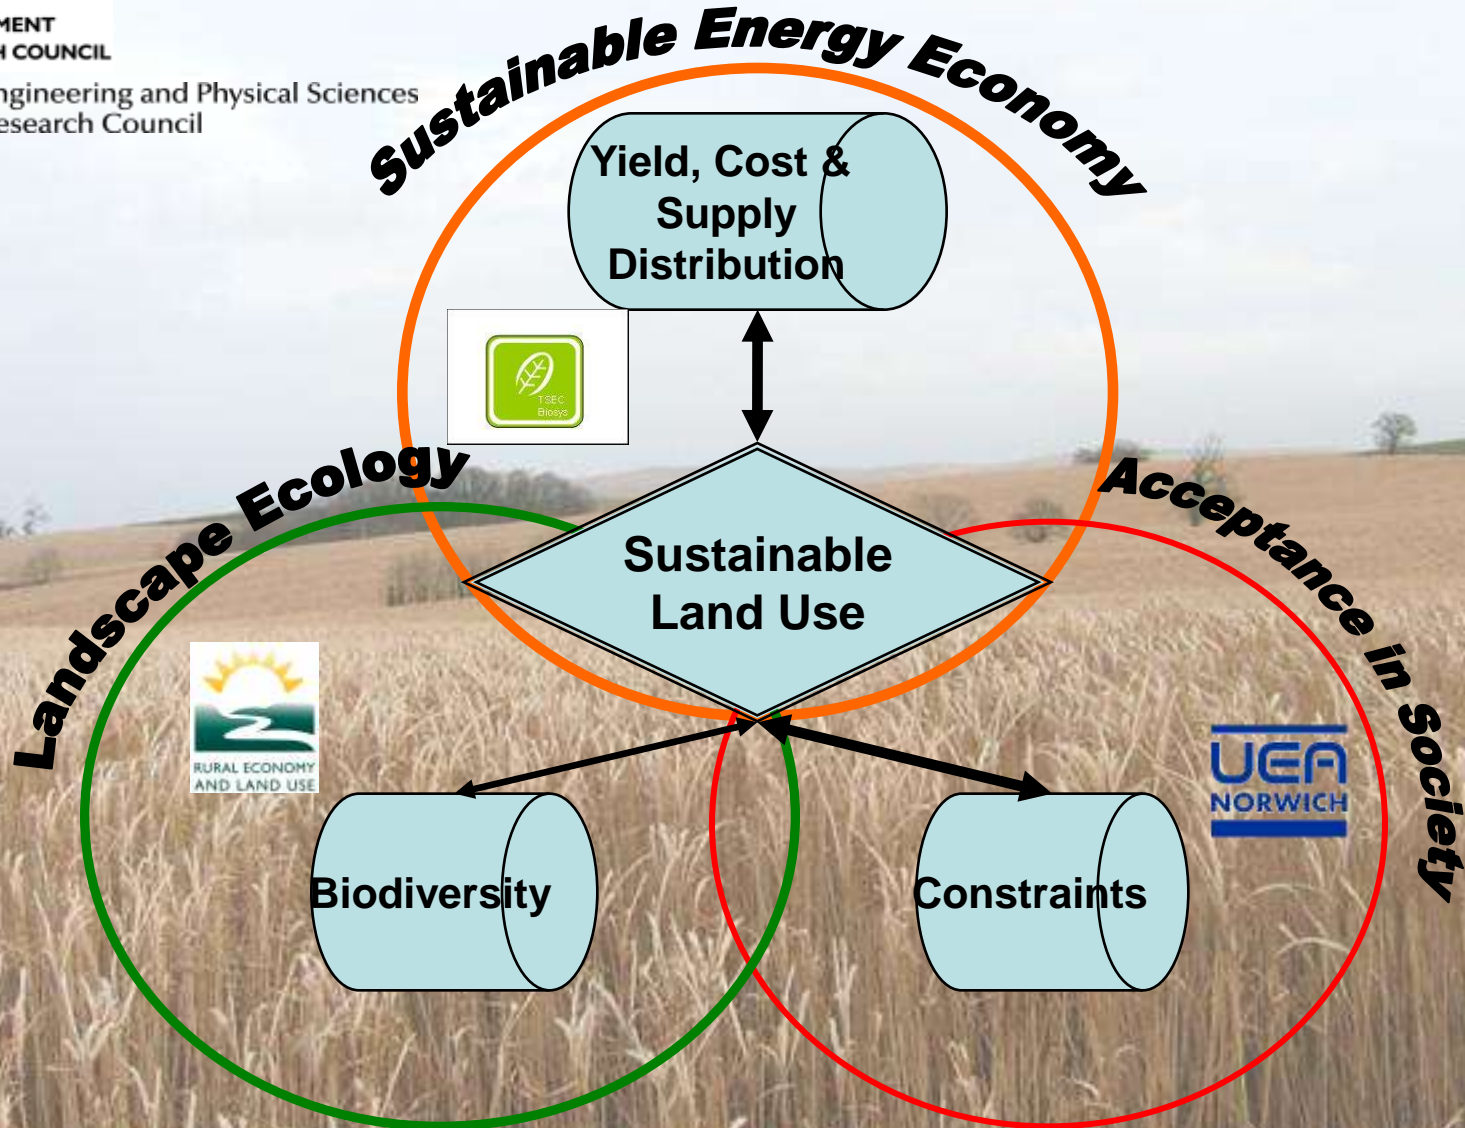 MENT
H COUNCIL
ngineering and Physical Sciences
esearch Council
Sustainable Energy Economy
Yield, Cost &
Supply
Distribution
TSEC
Biosys
Landscape Ecology
Acceptance in Society
Sustainable
Land Use
RURAL ECONOMY
AND LAND USE
UEA
NORWICH
Biodiversity
Constraints